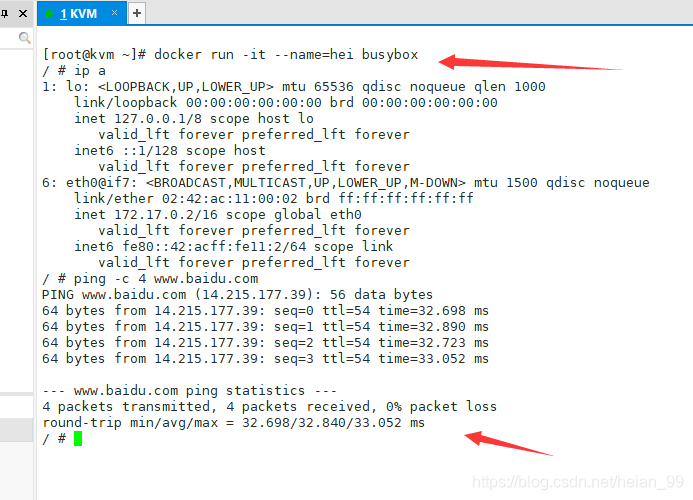 1 KVM
[root@kvm ~]# docker run -it --name=hei busybox
/ # ip a
1: lo: <LOOPBACK,UP,LOWER_UP> mtu 65536 qdisc noqueue qlen 1000
    link/loopback 00:00:00:00:00:00 brd 00:00:00:00:00:00
    inet 127.0.0.1/8 scope host lo
       valid_lft forever preferred_lft forever
    inet6 ::1/128 scope host
       valid_lft forever preferred_lft forever
6: eth0@if7: <BROADCAST,MULTICAST,UP,LOWER_UP,M-DOWN> mtu 1500 qdisc noqueue
    link/ether 02:42:ac:11:00:02 brd ff:ff:ff:ff:ff:ff
    inet 172.17.0.2/16 scope global eth0
       valid_lft forever preferred_lft forever
    inet6 fe80::42:acff:fe11:2/64 scope link
       valid_lft forever preferred_lft forever
/ # ping -c 4 www.baidu.com
PING www.baidu.com (14.215.177.39): 56 data bytes
64 bytes from 14.215.177.39: seq=0 ttl=54 time=32.698 ms
64 bytes from 14.215.177.39: seq=1 ttl=54 time=32.890 ms
64 bytes from 14.215.177.39: seq=2 ttl=54 time=32.723 ms
64 bytes from 14.215.177.39: seq=3 ttl=54 time=33.052 ms
--- www.baidu.com ping statistics ---
4 packets transmitted, 4 packets received, 0% packet loss
round-trip min/avg/max = 32.698/32.840/33.052 ms
/ #
https://blog.csdn.net/heian_99